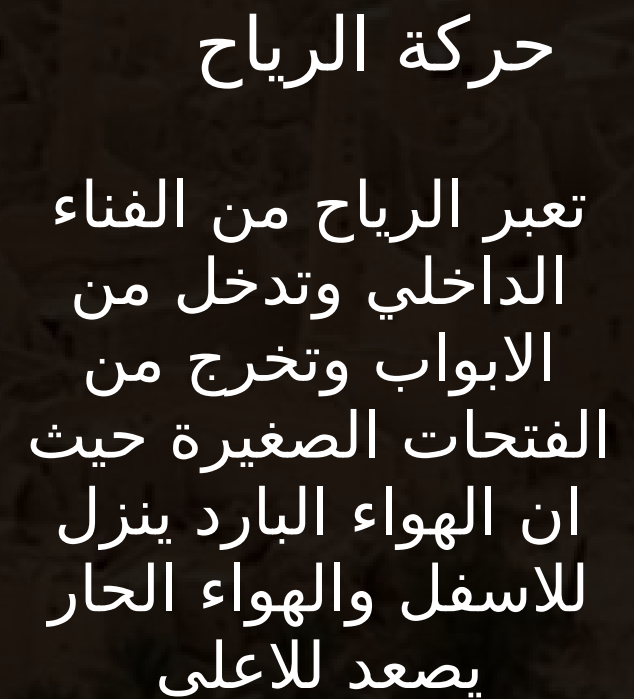 حركة الرياح
تعبر الرياح من الفناء
الداخلي وتدخل من
الابواب وتخرج من
الفتحات الصغيرة حيث
ان الهواء البارد ينزل
للاسفل والهواء الحار
يصعد للاعلى